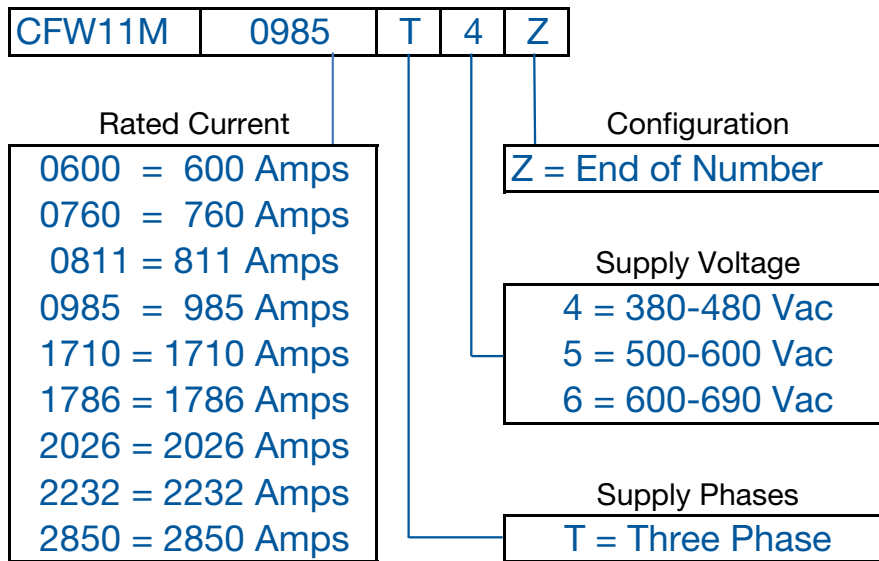 CFW11M 0985 T 4 Z
Rated Current
0600 = 600 Amps
0760 = 760 Amps
0811 = 811 Amps
0985 = 985 Amps
1710 = 1710 Amps
1786 = 1786 Amps
2026 = 2026 Amps
2232 = 2232 Amps
2850 = 2850 Amps
Configuration
Z = End of Number
Supply Voltage
4 = 380-480 Vac
5 = 500-600 Vac
6 = 600-690 Vac
Supply Phases
T = Three Phase